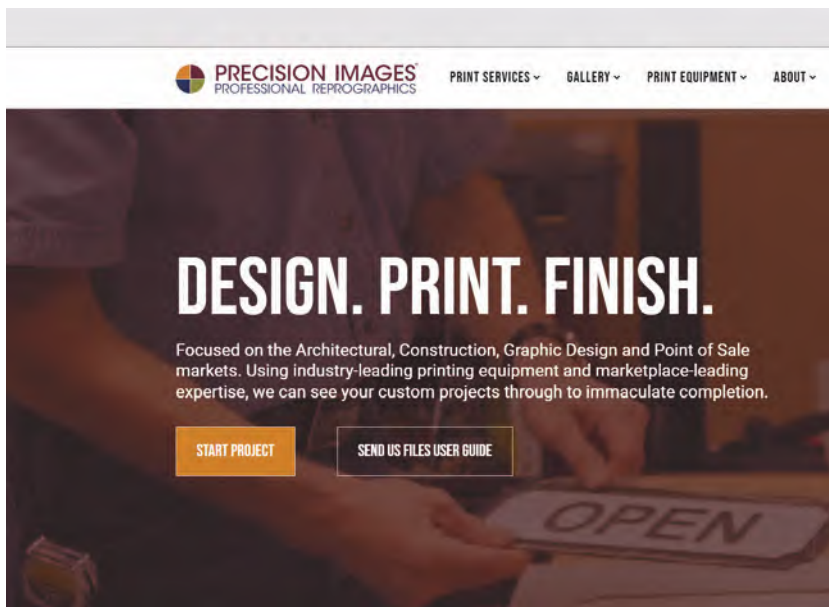 PRECISION IMAGES
PROFESSIONAL REPROGRAPHICS
PRINT SERVICES
GALLERY
PRINT EQUIPMENT
ABOUT
DESIGN. PRINT. FINISH.
Focused on the Architectural, Construction, Graphic Design and Point of Sale
markets. Using industry-leading printing equipment and marketplace-leading
expertise, we can see your custom projects through to immaculate completion.
START PROJECT
SEND US FILES USER GUIDE
OPEN